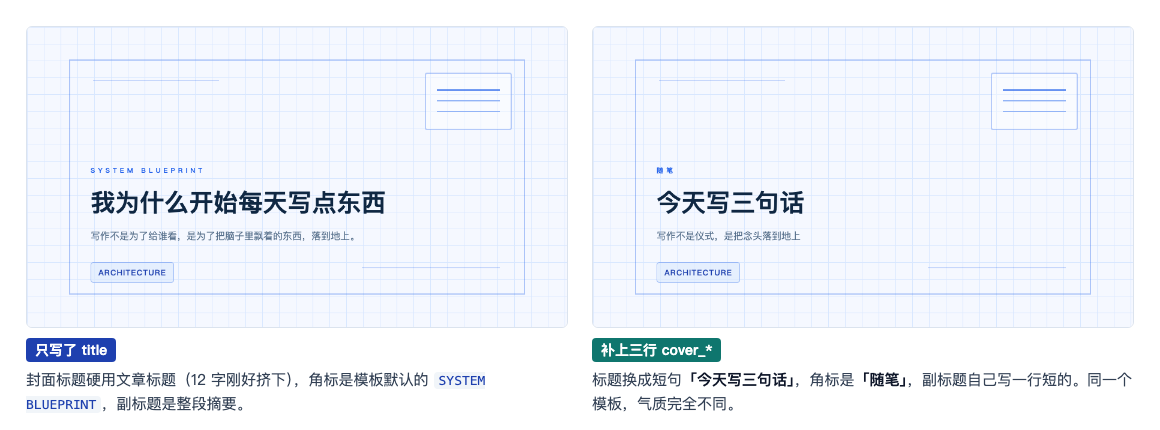 SYSTEM BLUEPRINT
我为什么开始每天写点东西
写作不是为了给谁看，是为了把脑子里飘着的东西，落到地上。
ARCHITECTURE
只写了 title
封面标题硬用文章标题（12 字刚好挤下），角标是模板默认的 SYSTEM
BLUEPRINT，副标题是整段摘要。
随笔
今天写三句话
写作不是仪式，是把念头落到地上
ARCHITECTURE
补上三行 cover_*
标题换成短句「今天写三句话」，角标是「随笔」，副标题自己写一行短的。同一个
模板，气质完全不同。